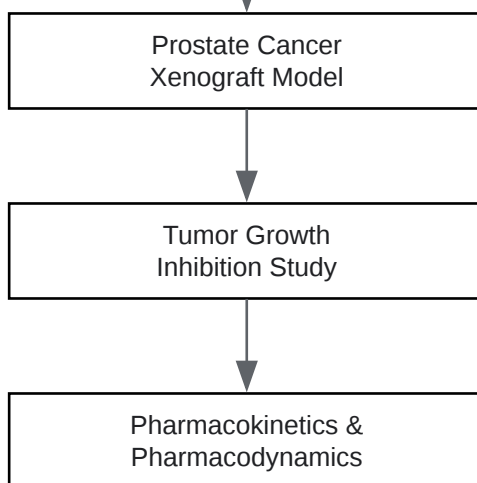 Prostate Cancer
Xenograft Model
Tumor Growth
Inhibition Study
Pharmacokinetics &
Pharmacodynamics